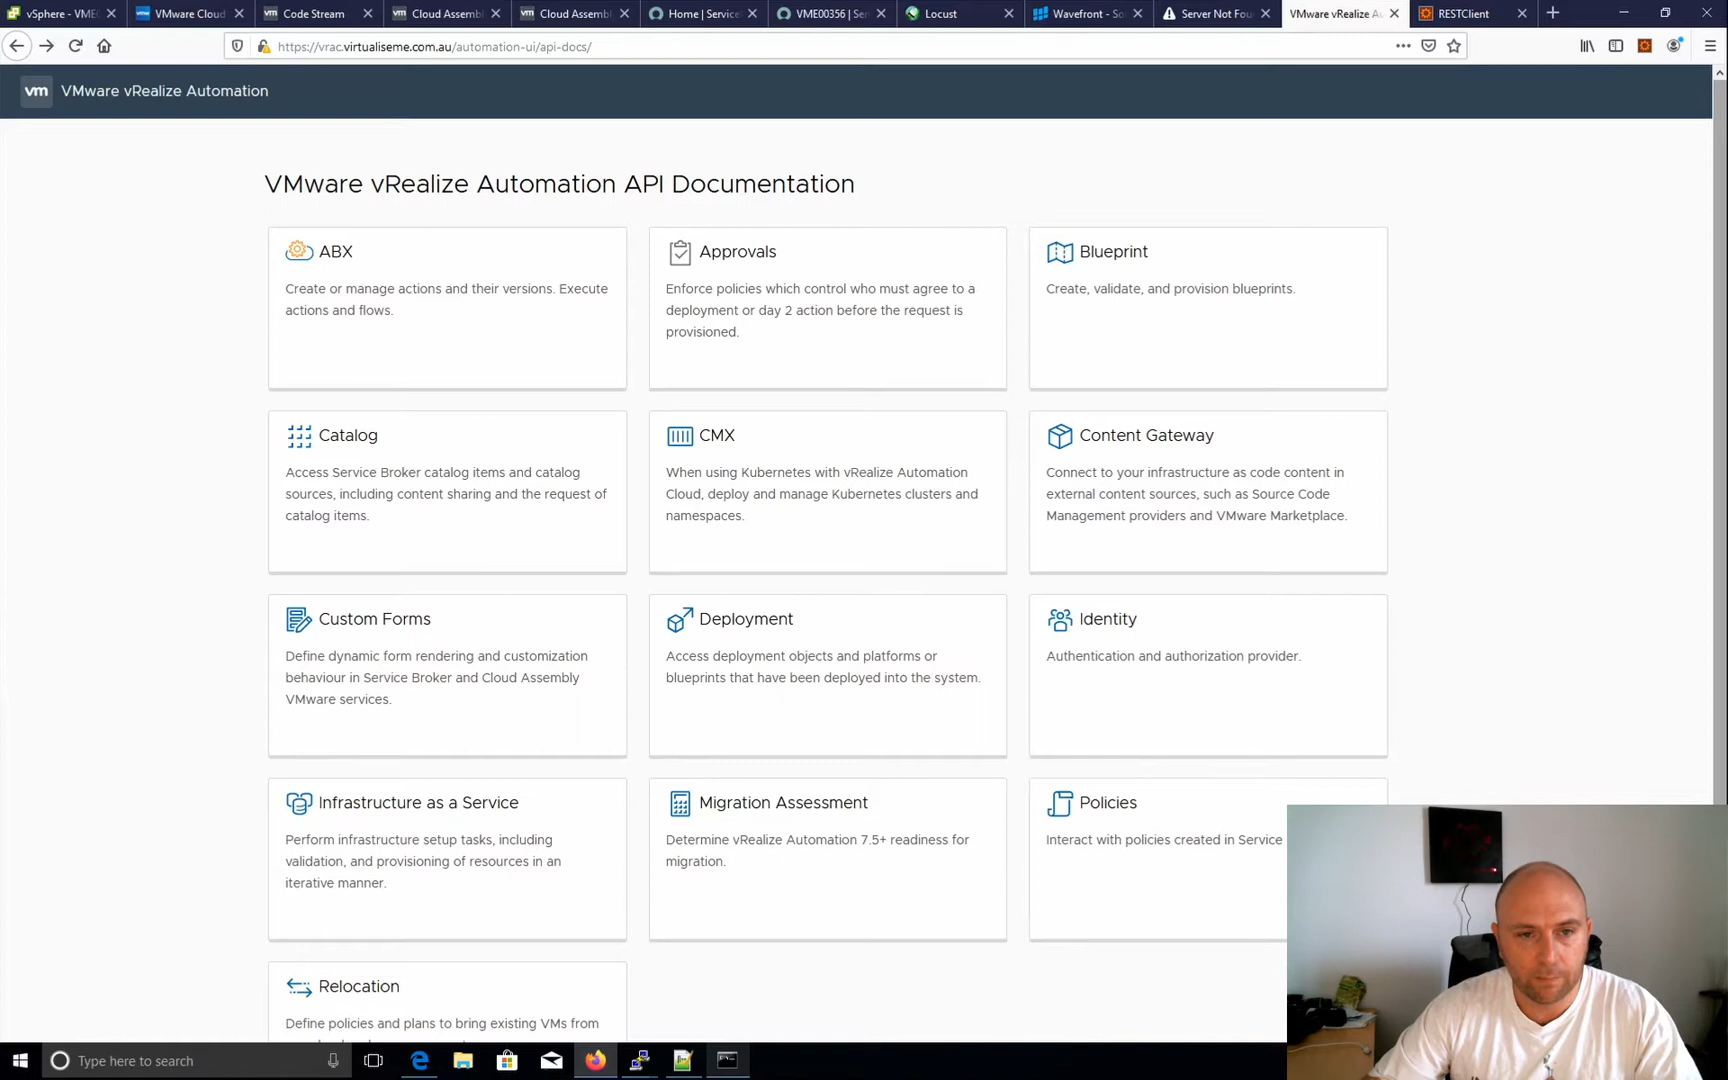 vSphere - VME
VMware Cloud
Code Stream
Cloud Assembl
Cloud Assembl
Home | Service
VME00356 | Ser
Locust
Wavefront - So
Server Not Fou
VMware vRealize Au
RESTClient
https://vrac.virtualiseme.com.au/automation-ui/api-docs/
vm VMware vRealize Automation
VMware vRealize Automation API Documentation
ABX
Create or manage actions and their versions. Execute
actions and flows.
Approvals
Enforce policies which control who must agree to a
deployment or day 2 action before the request is
provisioned.
Blueprint
Create, validate, and provision blueprints.
Catalog
Access Service Broker catalog items and catalog
sources, including content sharing and the request of
catalog items.
CMX
When using Kubernetes with vRealize Automation
Cloud, deploy and manage Kubernetes clusters and
namespaces.
Content Gateway
Connect to your infrastructure as code content in
external content sources, such as Source Code
Management providers and VMware Marketplace.
Custom Forms
Define dynamic form rendering and customization
behaviour in Service Broker and Cloud Assembly
VMware services.
Deployment
Access deployment objects and platforms or
blueprints that have been deployed into the system.
Identity
Authentication and authorization provider.
Infrastructure as a Service
Perform infrastructure setup tasks, including
validation, and provisioning of resources in an
iterative manner.
Migration Assessment
Determine vRealize Automation 7.5+ readiness for
migration.
Policies
Interact with policies created in Service
Relocation
Define policies and plans to bring existing VMs from
Type here to search